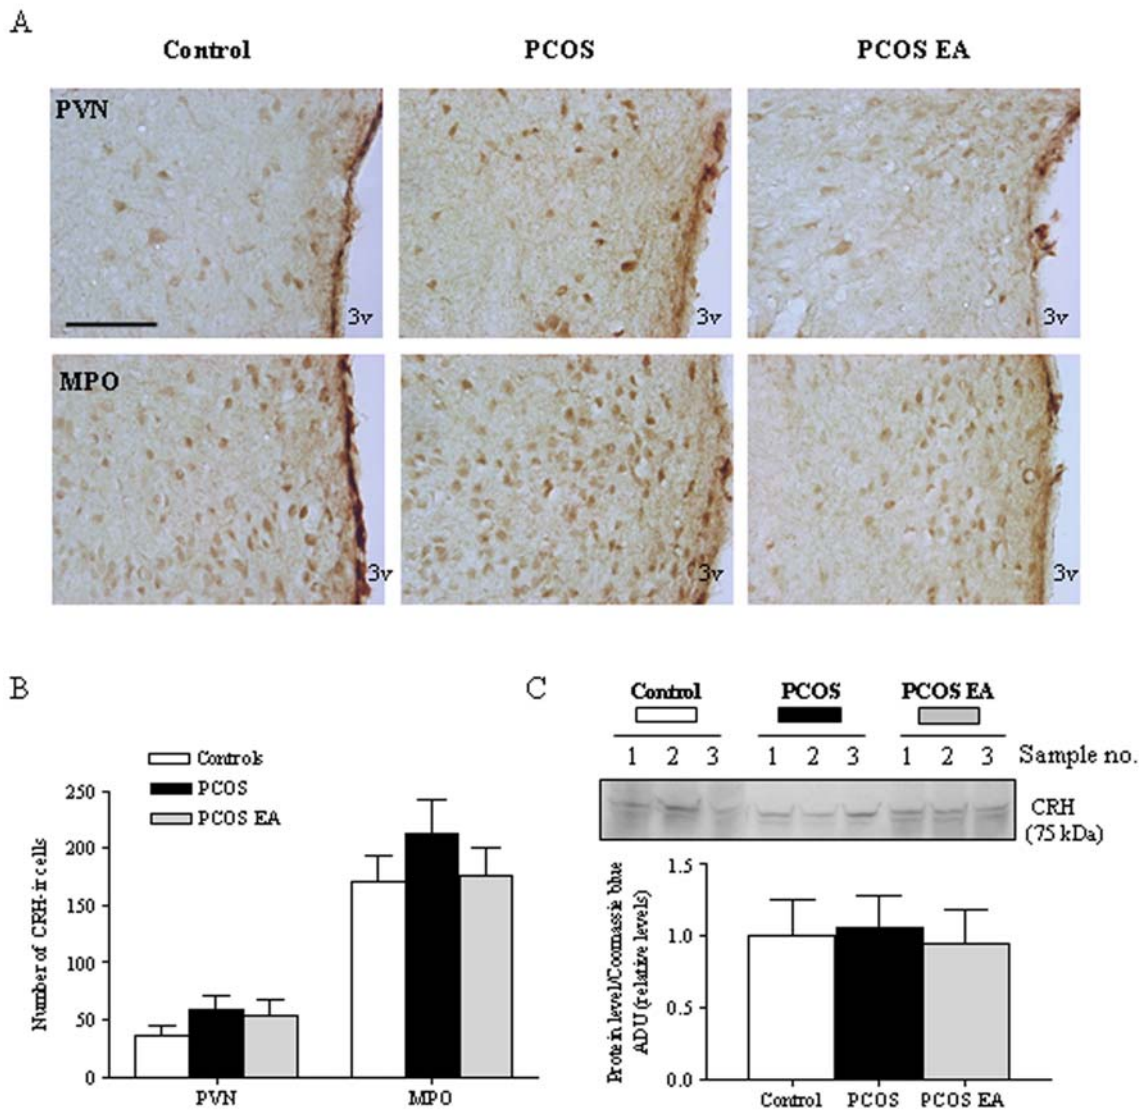 A
Control PCOS PCOS EA
PVN
3v 3v 3v
MPO
3v 3v 3v
B
Controls
PCOS
PCOS EA
Number of CRH-ir cells
250
200
150
100
50
0
PVN MPO
C
Control PCOS PCOS EA
1 2 3 1 2 3 1 2 3 Sample no.
CRH
(75 kDa)
Protein level/Coomassie blue
ADU (relative levels)
1.5
1.0
0.5
0.0
Control PCOS PCOS EA